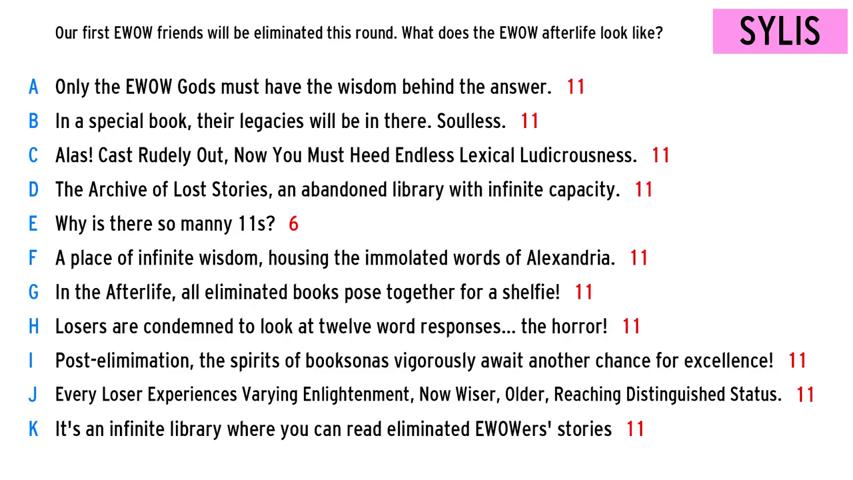 Our first EWOW friends will be eliminated this round. What does the EWOW afterlife look like?
SYLIS
A Only the EWOW Gods must have the wisdom behind the answer. 11
B In a special book, their legacies will be in there. Soulless. 11
C Alas! Cast Rudely Out, Now You Must Heed Endless Lexical Ludicrousness. 11
D The Archive of Lost Stories, an abandoned library with infinite capacity. 11
E Why is there so manny 11s? 6
F A place of infinite wisdom, housing the immolated words of Alexandria. 11
G In the Afterlife, all eliminated books pose together for a shelfie! 11
H Losers are condemned to look at twelve word responses... the horror! 11
I Post-elimimation, the spirits of booksonas vigorously await another chance for excellence! 11
J Every Loser Experiences Varying Enlightenment, Now Wiser, Older, Reaching Distinguished Status. 11
K It's an infinite library where you can read eliminated EWOWers' stories 11